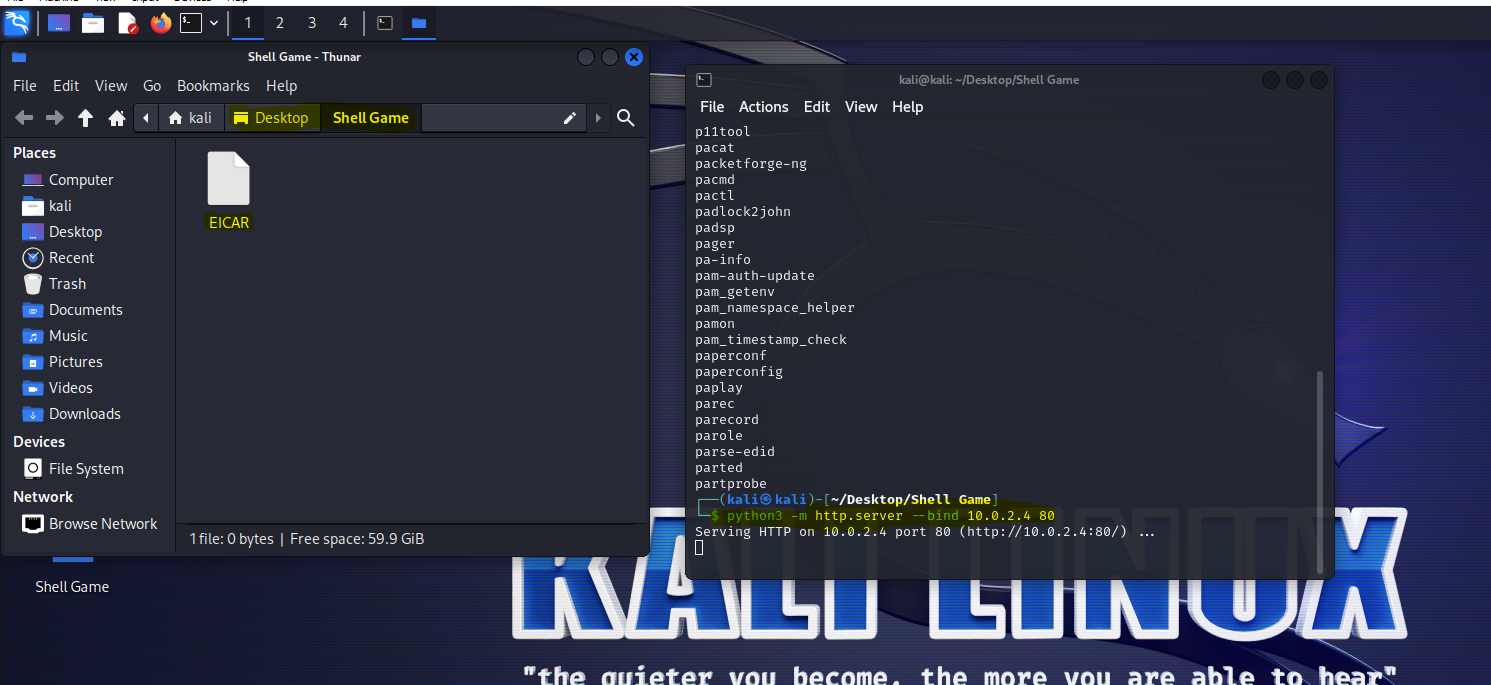 1 2 3 4
Shell Game - Thunar
File Edit View Go Bookmarks Help
kali Desktop Shell Game
Places
Computer
kali
Desktop
Recent
Trash
Documents
Music
Pictures
Videos
Downloads
Devices
File System
Network
Browse Network
EICAR
1 file: 0 bytes | Free space: 59.9 GiB
Shell Game
kali@kali: ~/Desktop/Shell Game
File Actions Edit View Help
p11tool
pacat
packetforge-ng
pacmd
pactl
padlock2john
padsp
pager
pa-info
pam-auth-update
pam_getenv
pam_namespace_helper
pamon
pam_timestamp_check
paperconf
paperconfig
paplay
parec
parecord
parole
parse-edid
parted
partprobe
┌──(kali㉿kali)-[~/Desktop/Shell Game]
└─$ python3 -m http.server --bind 10.0.2.4 80
Serving HTTP on 10.0.2.4 port 80 (http://10.0.2.4:80/) ...
KALI LINUX
"the quieter you become, the more you are able to hear"